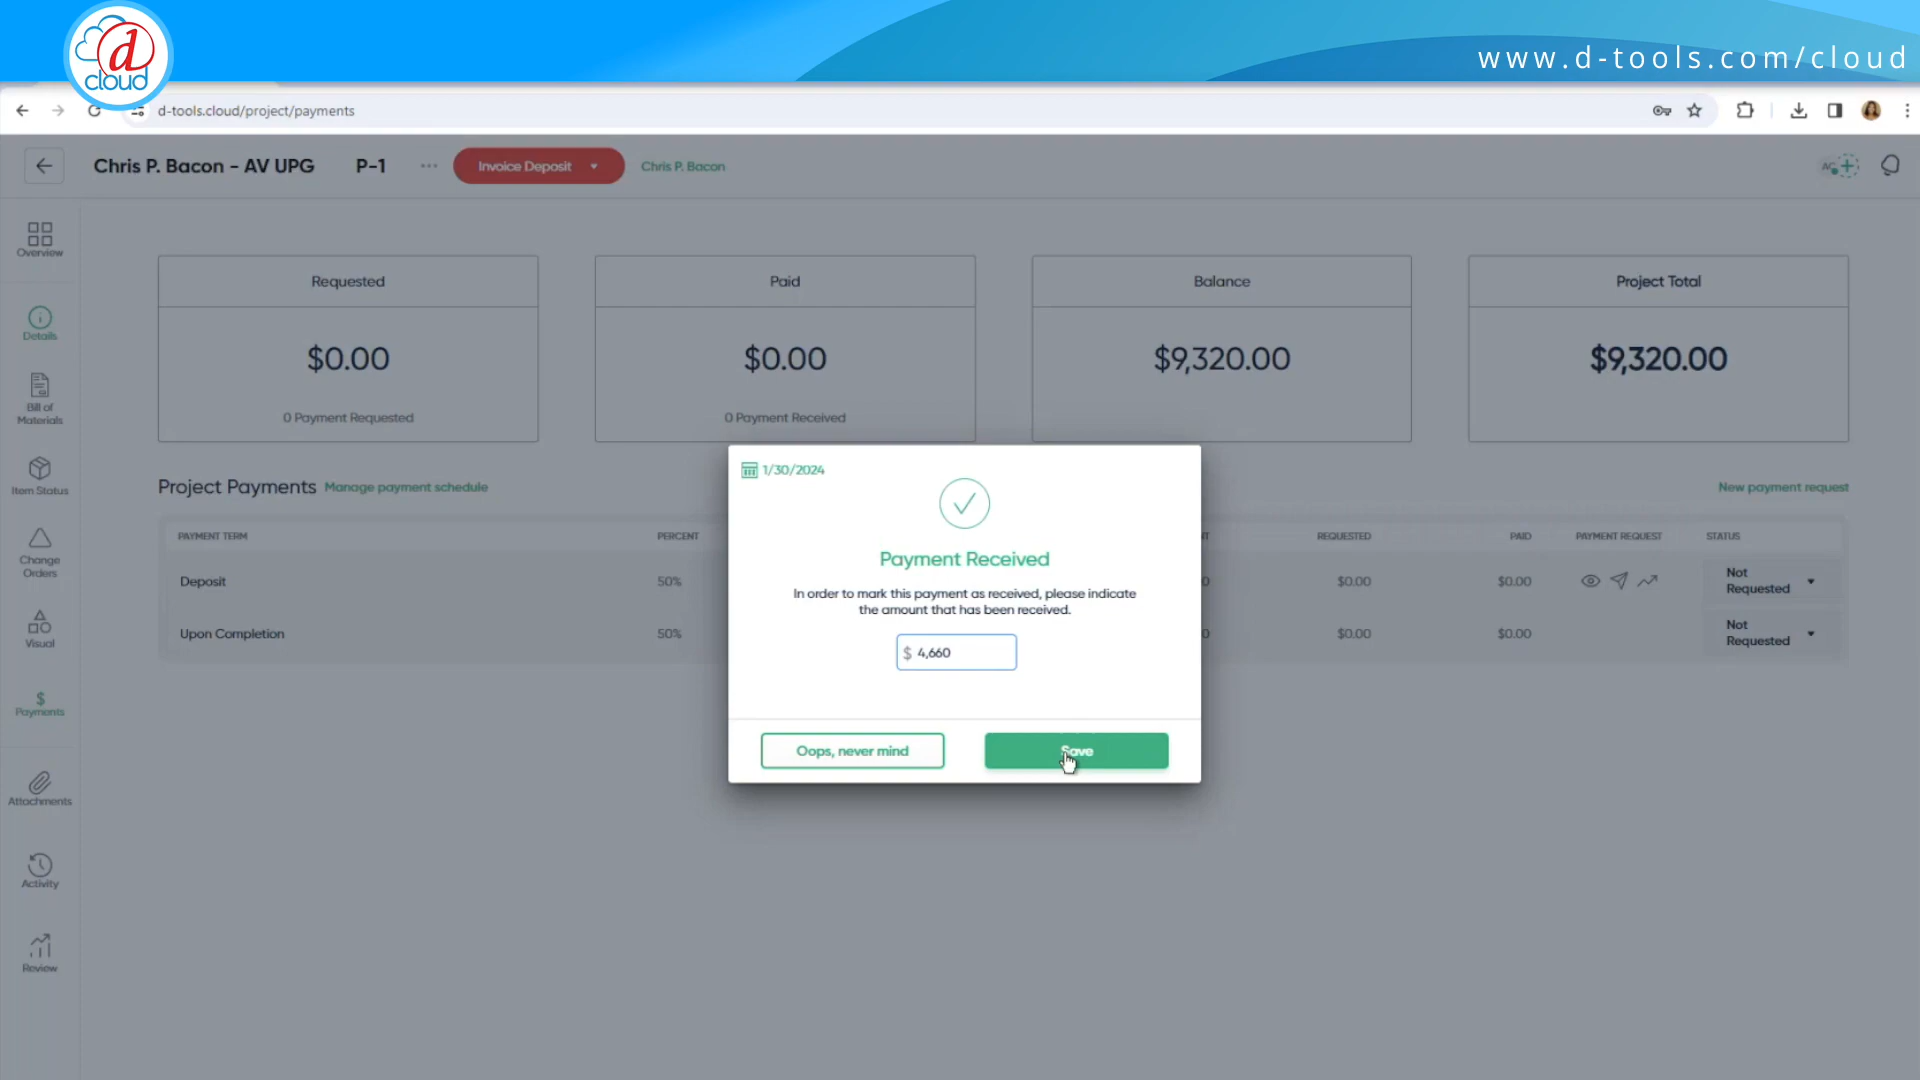 d
cloud
www.d-tools.com/cloud
d-tools.cloud/project/payments
Chris P. Bacon - AV UPG P-1 ... Invoice Deposit Chris P. Bacon
Overview
Details
Bill of
Materials
Item Status
Change
Orders
Visual
$
Payments
Attachments
Activity
Review
Requested
$0.00
0 Payment Requested
Paid
$0.00
0 Payment Received
Balance
$9,320.00
Project Total
$9,320.00
Project Payments Manage payment schedule New payment request
PAYMENT TERM PERCENT REQUESTED PAID PAYMENT REQUEST STATUS
Deposit 50% $0.00 $0.00 Not Requested
Upon Completion 50% $0.00 $0.00 Not Requested
1/30/2024
Payment Received
In order to mark this payment as received, please indicate
the amount that has been received.
$ 4,660
Oops, never mind Save